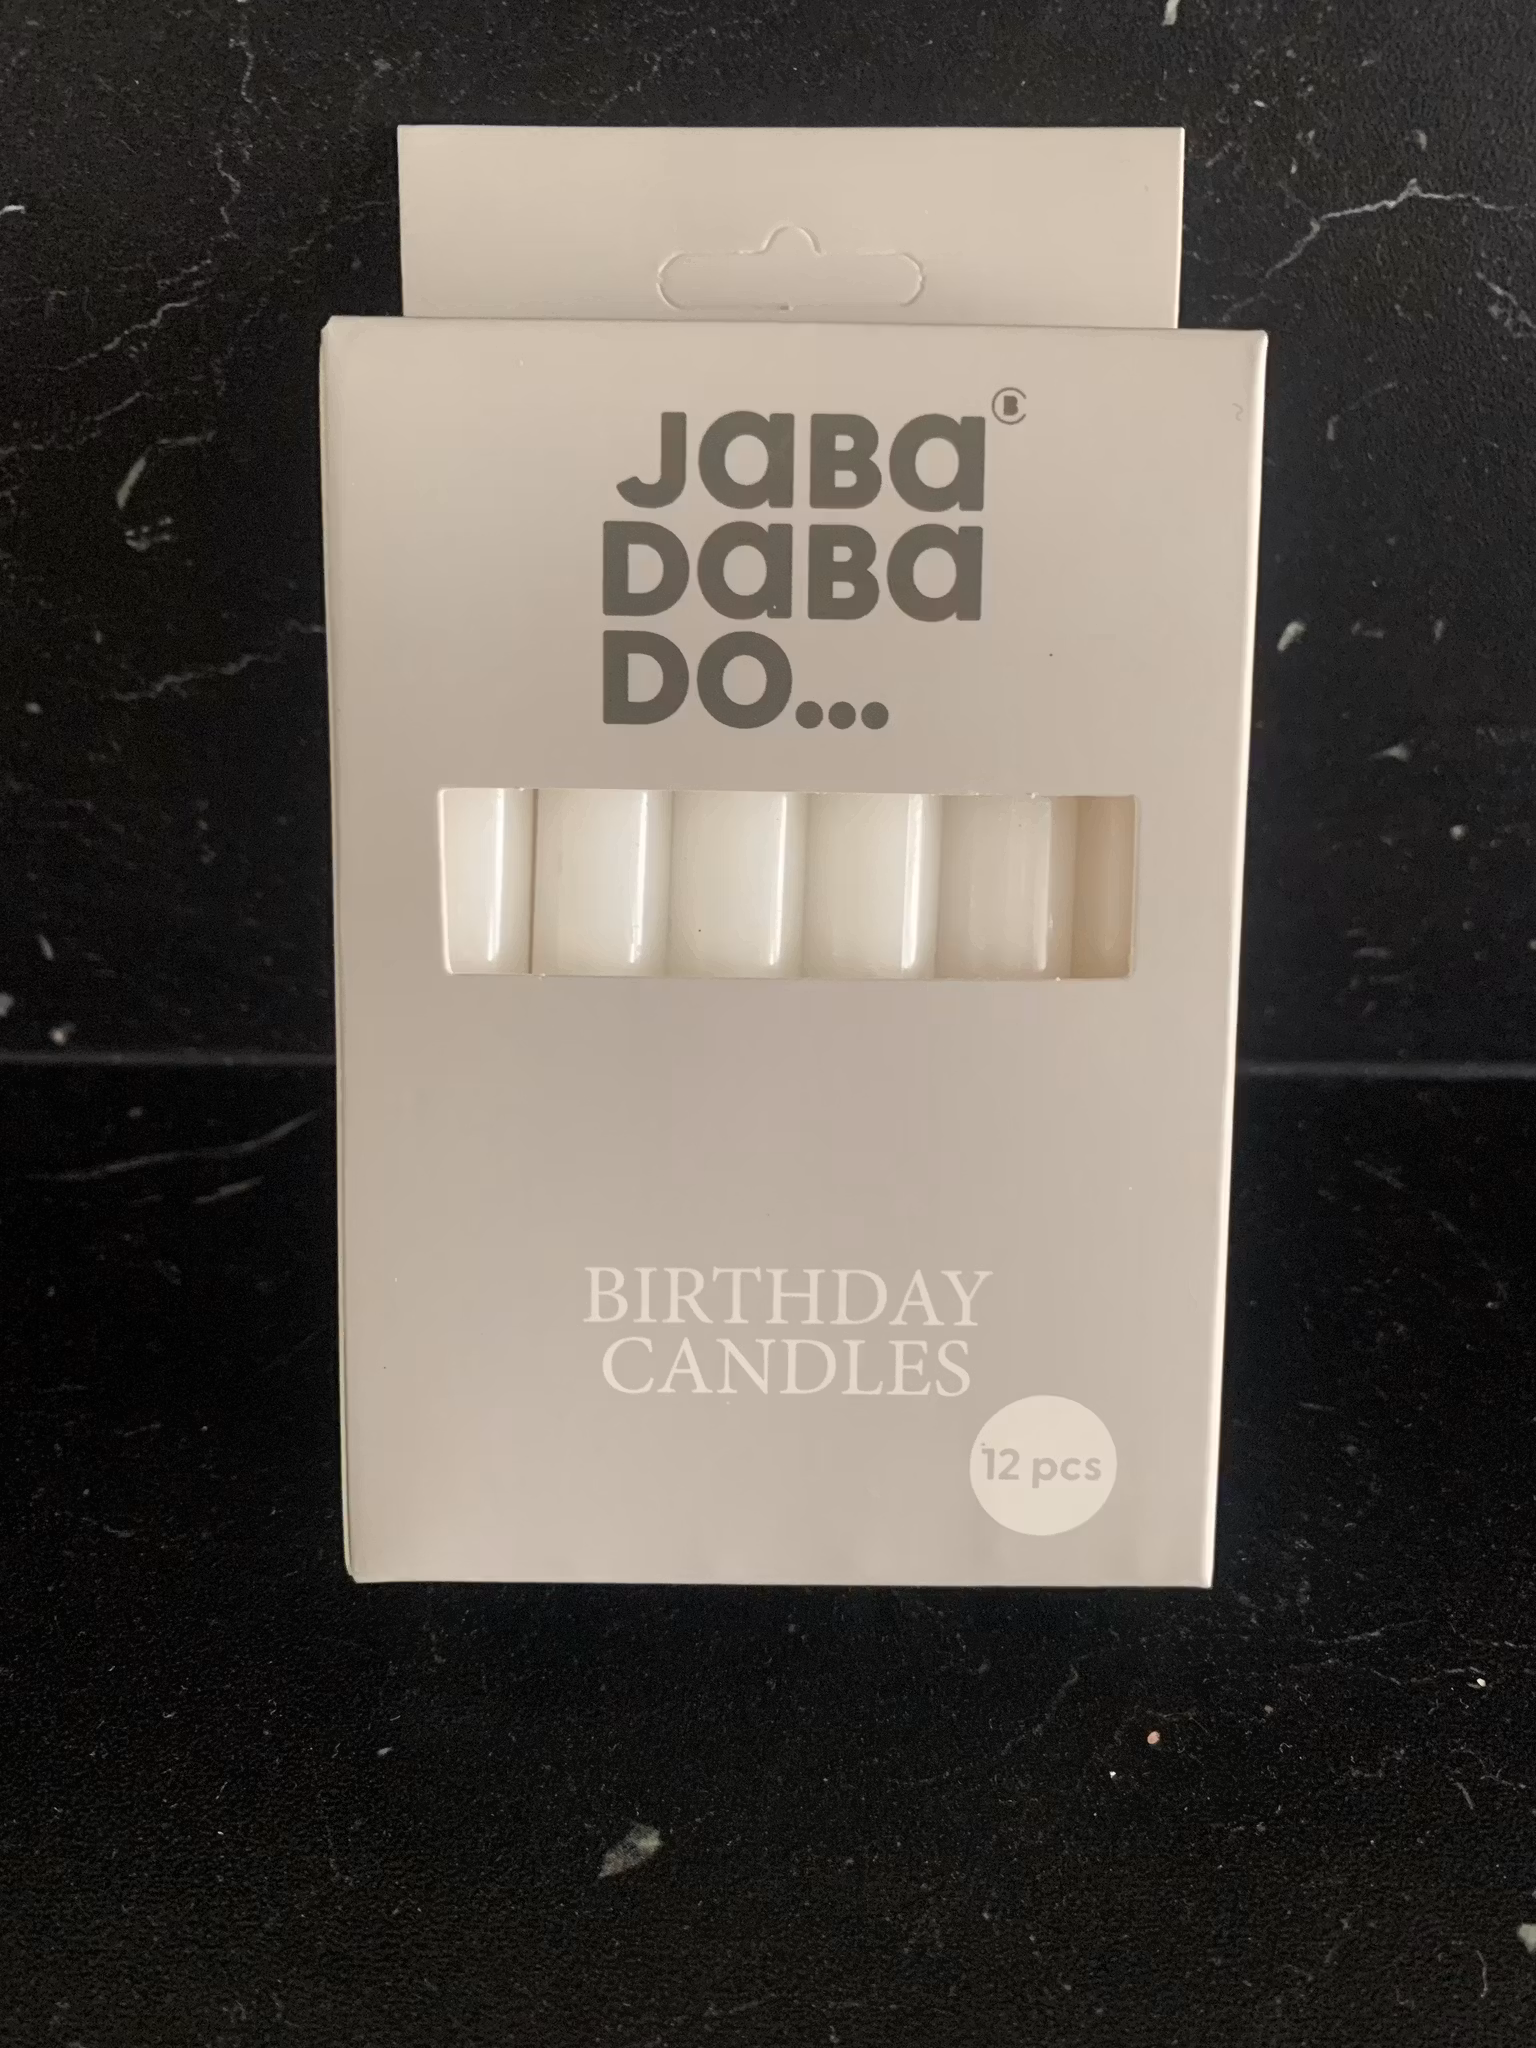 JaBa
DaBa
DO...
BIRTHDAY
CANDLES
12 pcs